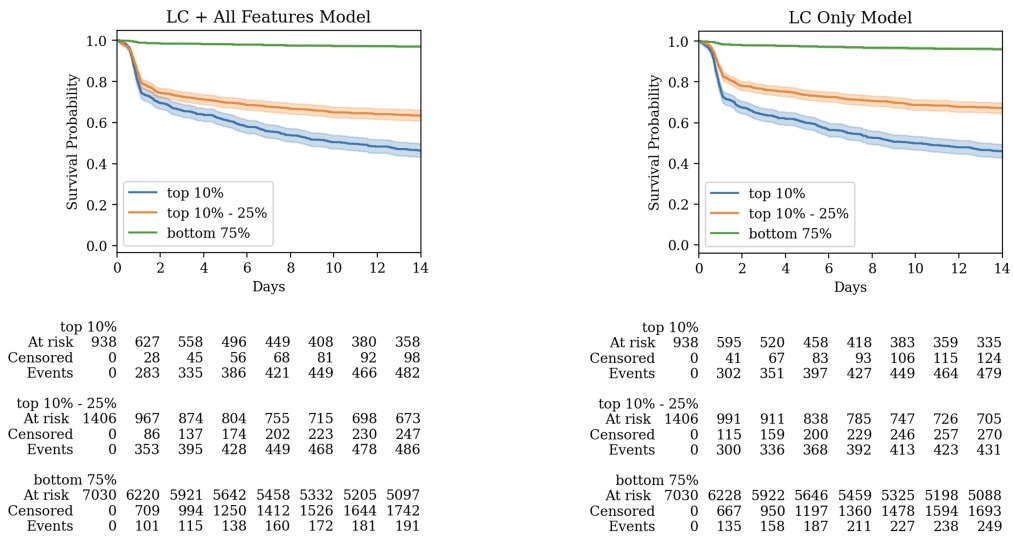 LC + All Features Model
1.0
0.8
0.6
0.4
0.2
0.0
Survival Probability
top 10%
top 10% - 25%
bottom 75%
0 2 4 6 8 10 12 14
Days
top 10%
At risk 938 627 558 496 449 408 380 358
Censored 0 28 45 56 68 81 92 98
Events 0 283 335 386 421 449 466 482
top 10% - 25%
At risk 1406 967 874 804 755 715 698 673
Censored 0 86 137 174 202 223 230 247
Events 0 353 395 428 449 468 478 486
bottom 75%
At risk 7030 6220 5921 5642 5458 5332 5205 5097
Censored 0 709 994 1250 1412 1526 1644 1742
Events 0 101 115 138 160 172 181 191
LC Only Model
1.0
0.8
0.6
0.4
0.2
0.0
Survival Probability
top 10%
top 10% - 25%
bottom 75%
0 2 4 6 8 10 12 14
Days
top 10%
At risk 938 595 520 458 418 383 359 335
Censored 0 41 67 83 93 106 115 124
Events 0 302 351 397 427 449 464 479
top 10% - 25%
At risk 1406 991 911 838 785 747 726 705
Censored 0 115 159 200 229 246 257 270
Events 0 300 336 368 392 413 423 431
bottom 75%
At risk 7030 6228 5922 5646 5459 5325 5198 5088
Censored 0 667 950 1197 1360 1478 1594 1693
Events 0 135 158 187 211 227 238 249